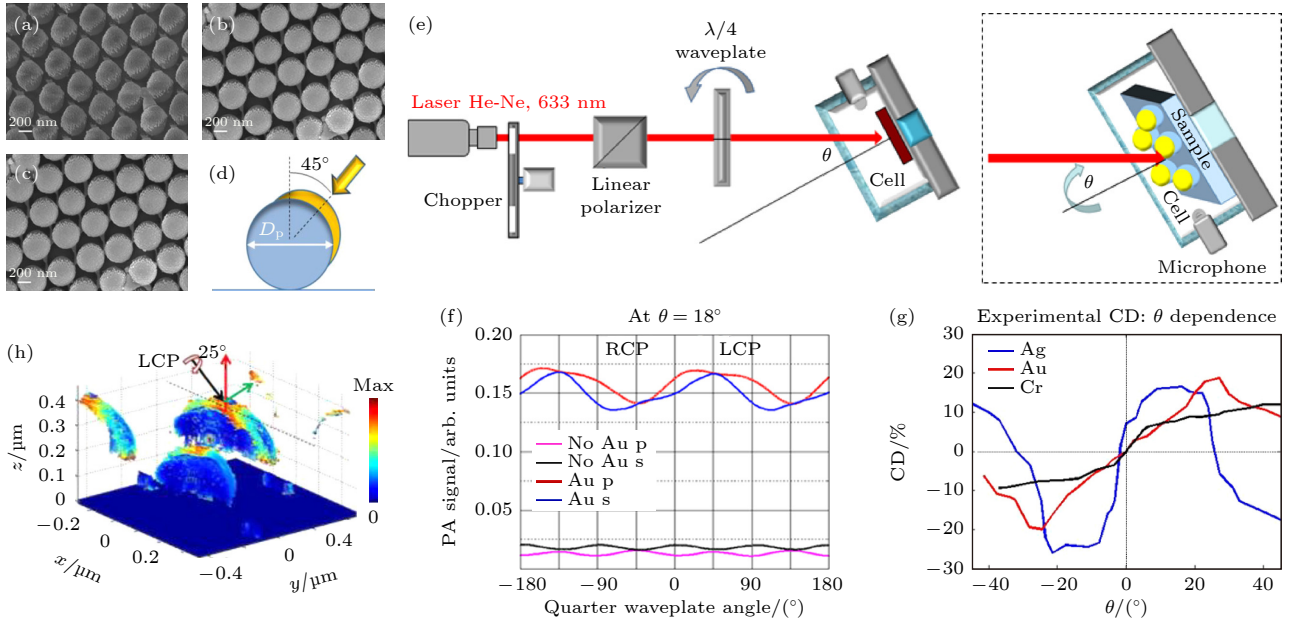 (a)
200 nm
(b)
200 nm
(c)
200 nm
(d)
45°
Dp
(e)
λ/4
waveplate
Laser He-Ne, 633 nm
Chopper
Linear
polarizer
θ
Cell
Sample
θ
Cell
Microphone
(h)
LCP
25°
Max
0
z/µm
0.4
0.3
0.2
0.1
0
−0.2
0
0.2
x/µm
−0.4
0
0.4
y/µm
(f)
At θ = 18°
RCP
LCP
0.20
0.15
0.10
0.05
PA signal/arb. units
No Au p
No Au s
Au p
Au s
−180
−90
0
90
180
Quarter waveplate angle/(°)
(g)
Experimental CD: θ dependence
Ag
Au
Cr
30
20
10
0
−10
−20
−30
CD/%
−40
−20
0
20
40
θ/(°)